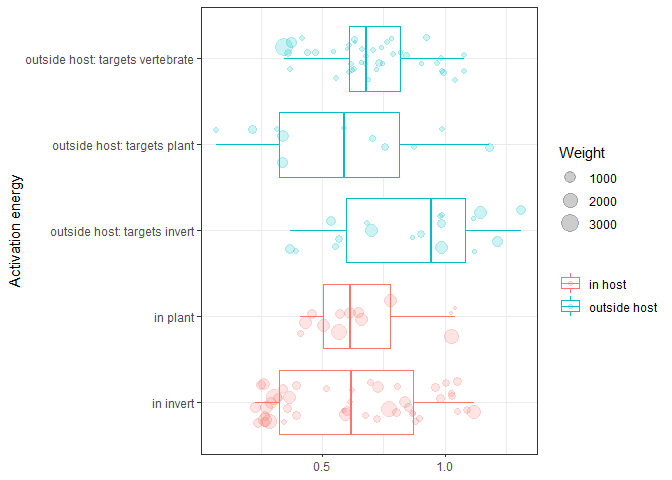 outside host: targets vertebrate
outside host: targets plant
outside host: targets invert
in plant
in invert
Activation energy
0.5
1.0
Weight
1000
2000
3000
in host
outside host